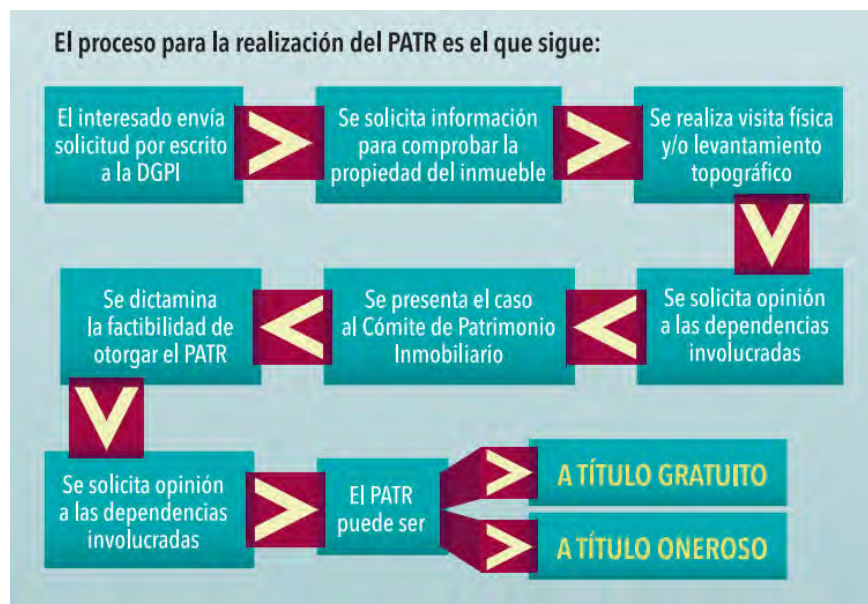 El proceso para la realización del PATR es el que sigue:
El interesado envía
solicitud por escrito
a la DGPI
Se solicita información
para comprobar la
propiedad del inmueble
Se realiza visita física
y/o levantamiento
topográfico
Se solicita opinión
a las dependencias
involucradas
Se presenta el caso
al Cómite de Patrimonio
Inmobiliario
Se dictamina
la factibilidad de
otorgar el PATR
Se solicita opinión
a las dependencias
involucradas
El PATR
puede ser
A TÍTULO GRATUITO
A TÍTULO ONEROSO